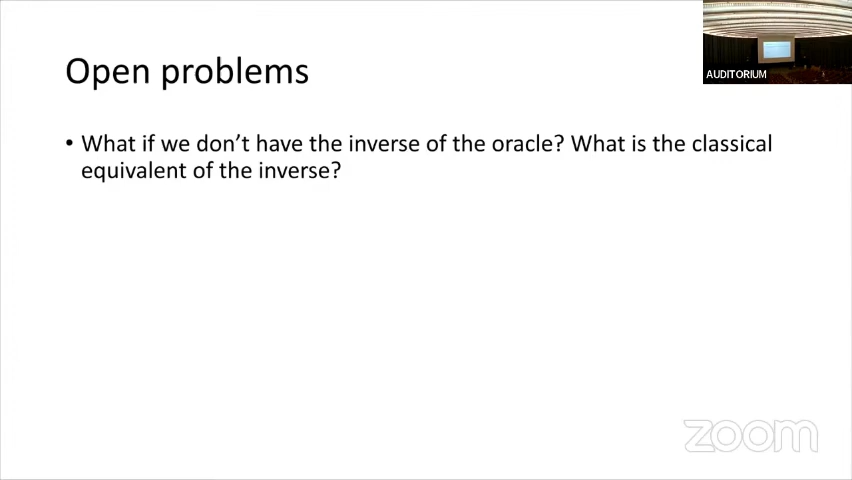 AUDITORIUM
Open problems
• What if we don’t have the inverse of the oracle? What is the classical
equivalent of the inverse?
zoom